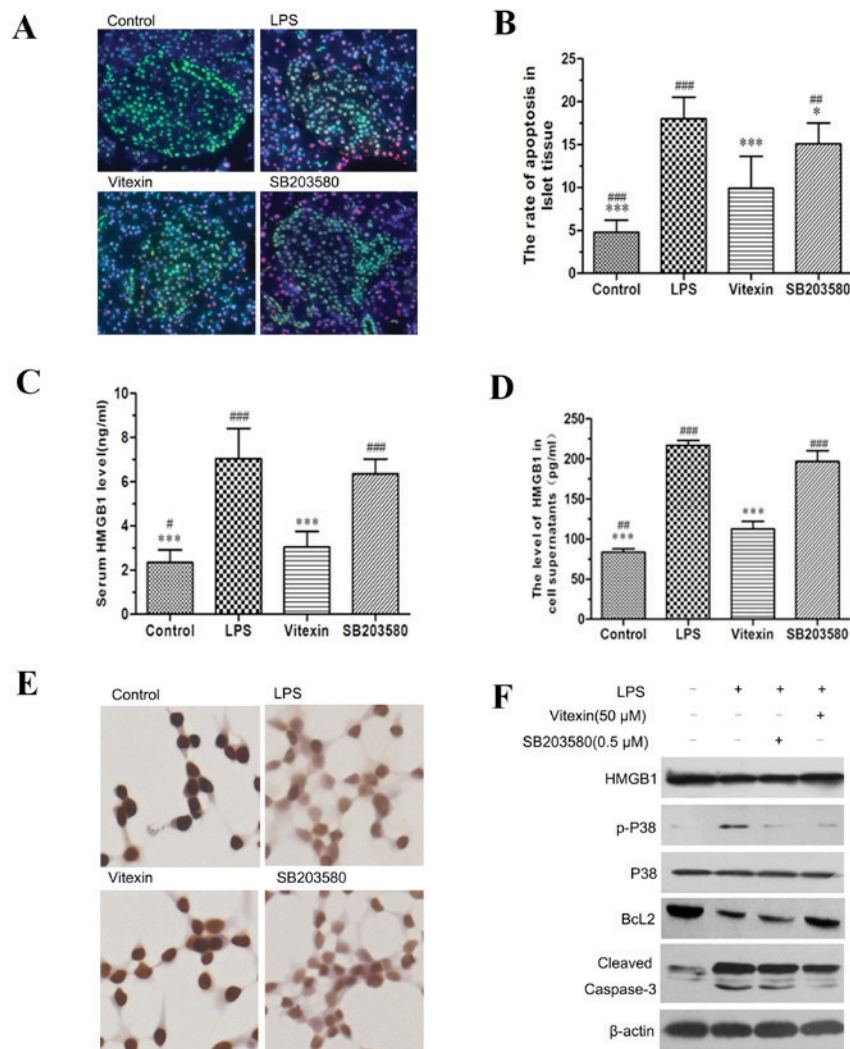 A
Control
LPS
Vitexin
SB203580
B
The rate of apoptosis in
Islet tissue
25
20
15
10
5
0
###
***
###
***
##
*
Control
LPS
Vitexin
SB203580
C
Serum HMGB1 level(ng/ml)
10
8
6
4
2
0
#
***
###
***
###
Control
LPS
Vitexin
SB203580
D
The level of HMGB1 in
cell supernatants (pg/ml)
250
200
150
100
50
0
##
***
###
***
###
Control
LPS
Vitexin
SB203580
E
Control
LPS
Vitexin
SB203580
F
LPS – + + +
Vitexin(50 μM) – – – +
SB203580(0.5 μM) – – + –
HMGB1
p-P38
P38
BcL2
Cleaved
Caspase-3
β-actin